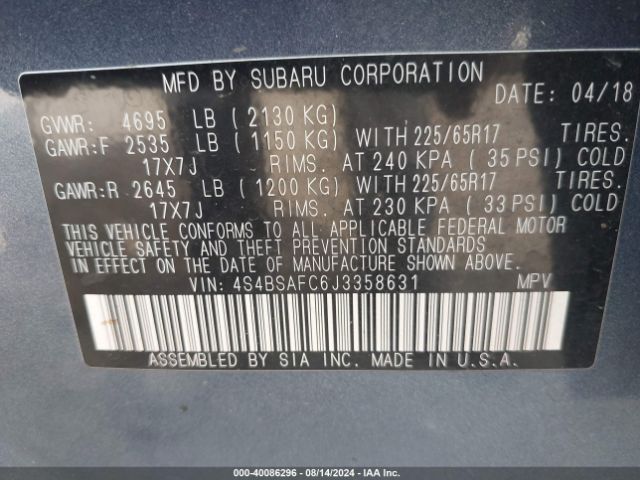 MFD BY SUBARU CORPORATION
DATE: 04/18
GVWR: 4695 LB ( 2130 KG)
GAWR:F 2535 LB ( 1150 KG) WITH 225/65R17 TIRES.
17X7J RIMS. AT 240 KPA ( 35 PSI) COLD
GAWR:R 2645 LB ( 1200 KG) WITH 225/65R17 TIRES.
17X7J RIMS. AT 230 KPA ( 33 PSI) COLD
THIS VEHICLE CONFORMS TO ALL APPLICABLE FEDERAL MOTOR
VEHICLE SAFETY AND THEFT PREVENTION STANDARDS
IN EFFECT ON THE DATE OF MANUFACTURE SHOWN ABOVE.
VIN: 4S4BSAFC6J3358631 MPV
ASSEMBLED BY SIA INC. MADE IN U.S.A.
000-40086296 - 08/14/2024 - IAA Inc.